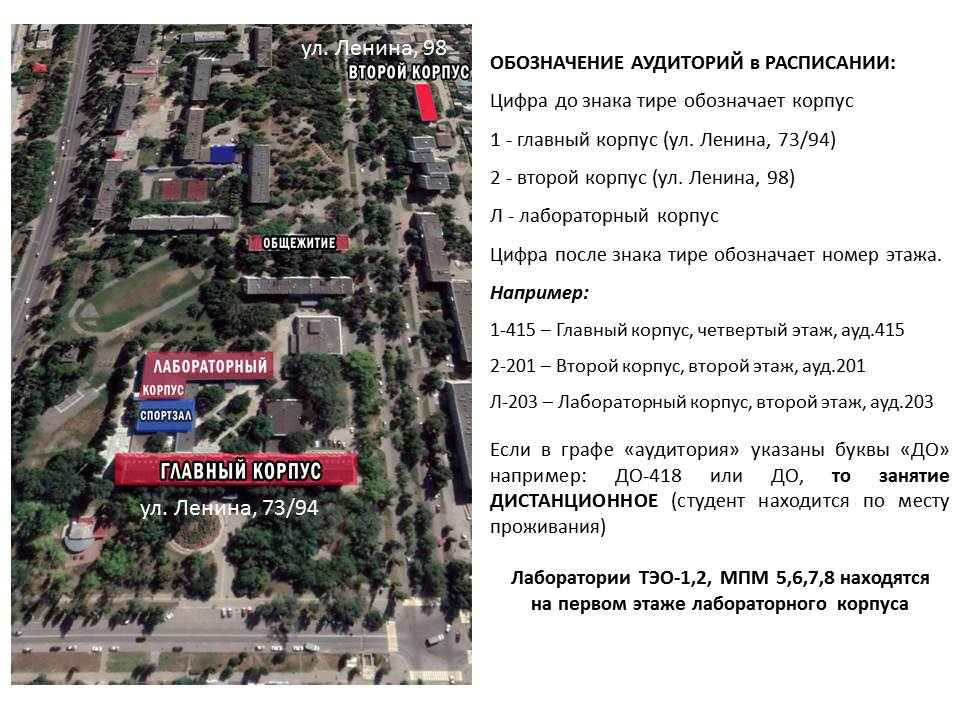 ул. Ленина, 98
ВТОРОЙ КОРПУС
ОБЩЕЖИТИЕ
ЛАБОРАТОРНЫЙ
КОРПУС
СПОРТЗАЛ
ГЛАВНЫЙ КОРПУС
ул. Ленина, 73/94
ОБОЗНАЧЕНИЕ АУДИТОРИЙ в РАСПИСАНИИ:
Цифра до знака тире обозначает корпус
1 - главный корпус (ул. Ленина, 73/94)
2 - второй корпус (ул. Ленина, 98)
Л - лабораторный корпус
Цифра после знака тире обозначает номер этажа.
Например:
1-415 – Главный корпус, четвертый этаж, ауд.415
2-201 – Второй корпус, второй этаж, ауд.201
Л-203 – Лабораторный корпус, второй этаж, ауд.203
Если в графе «аудитория» указаны буквы «ДО»
например: ДО-418 или ДО, то занятие
ДИСТАНЦИОННОЕ (студент находится по месту
проживания)
Лаборатории ТЭО-1,2, МПМ 5,6,7,8 находятся
на первом этаже лабораторного корпуса